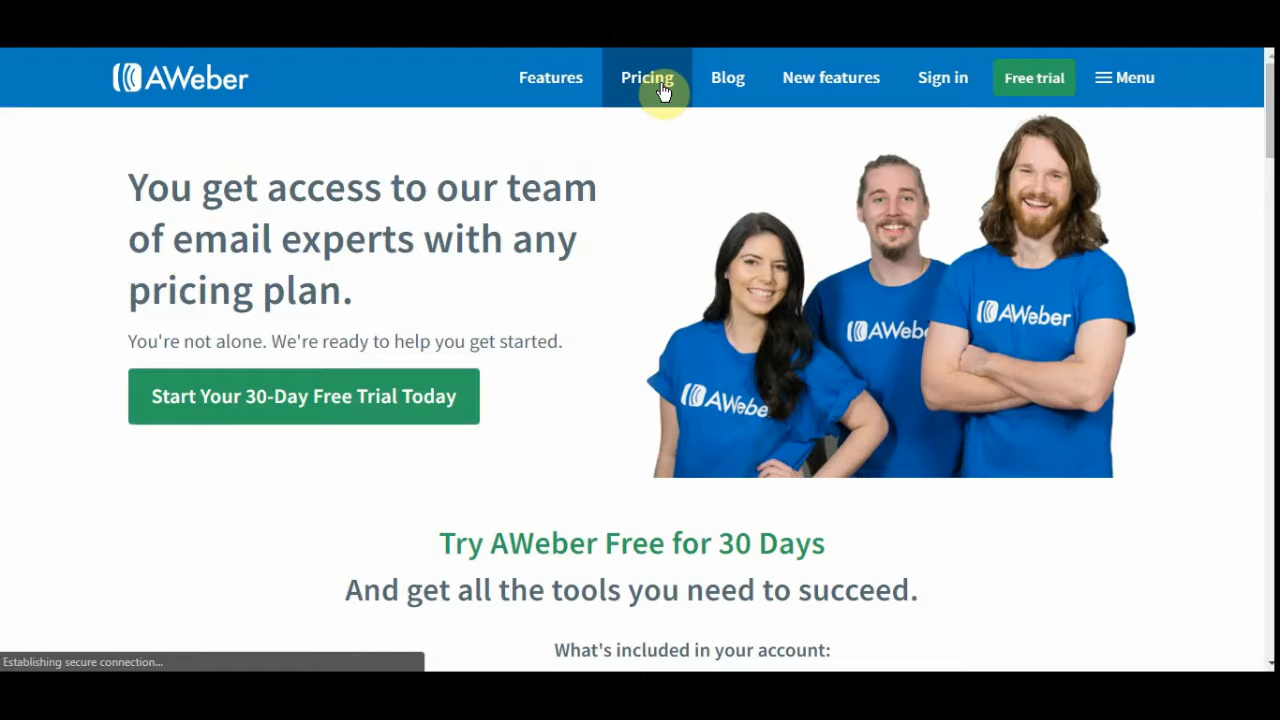 AWeber
Features
Pricing
Blog
New features
Sign in
Free trial
Menu
You get access to our team
of email experts with any
pricing plan.
You're not alone. We're ready to help you get started.
Start Your 30-Day Free Trial Today
AWeber
AWeber
AWeber
Try AWeber Free for 30 Days
And get all the tools you need to succeed.
What's included in your account:
Establishing secure connection...